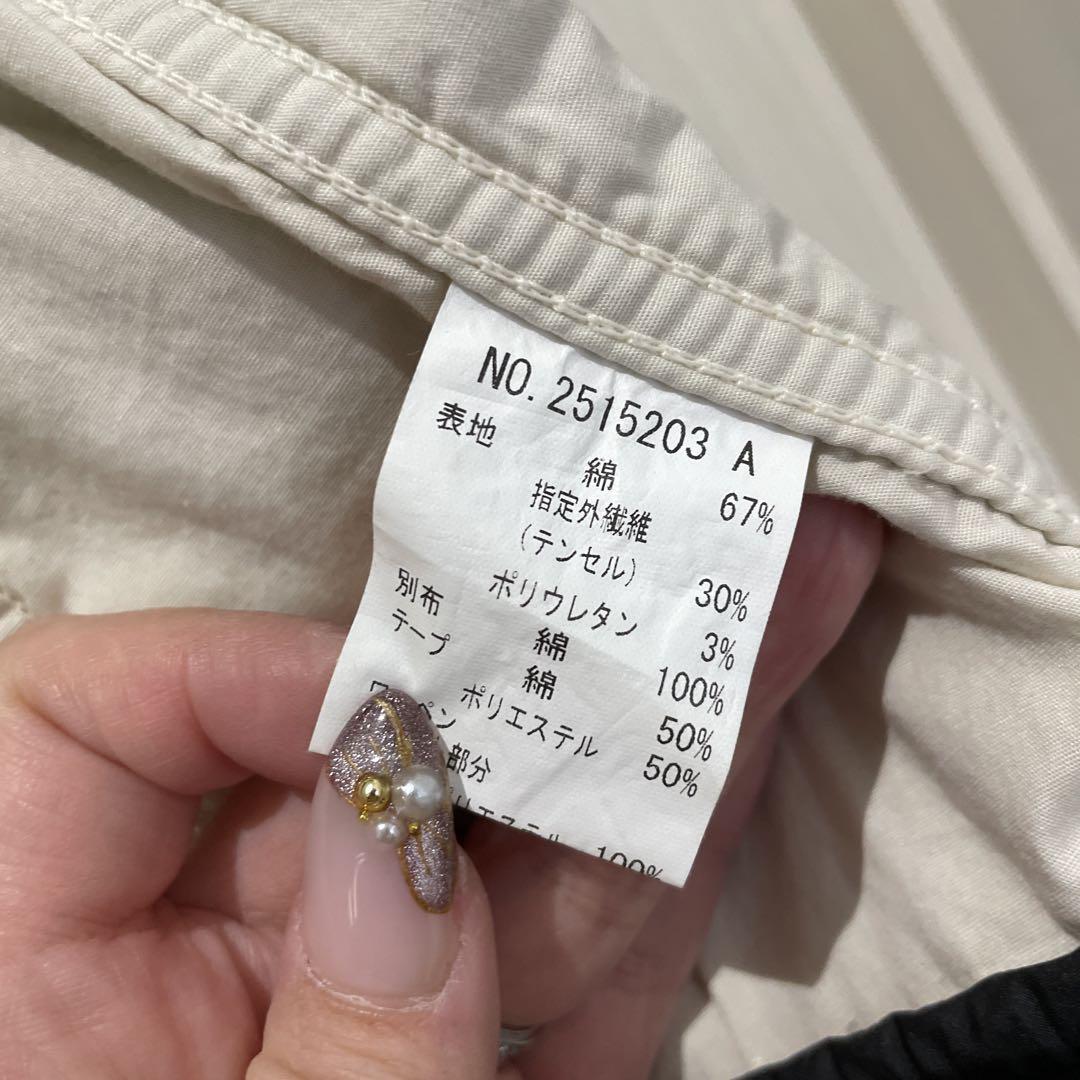 NO. 2515203 A
表地
綿 67%
指定外繊維
(テンセル) 30%
ポリウレタン 3%
別布 綿 100%
テープ 綿 50%
ポリエステル 50%
部分
100%